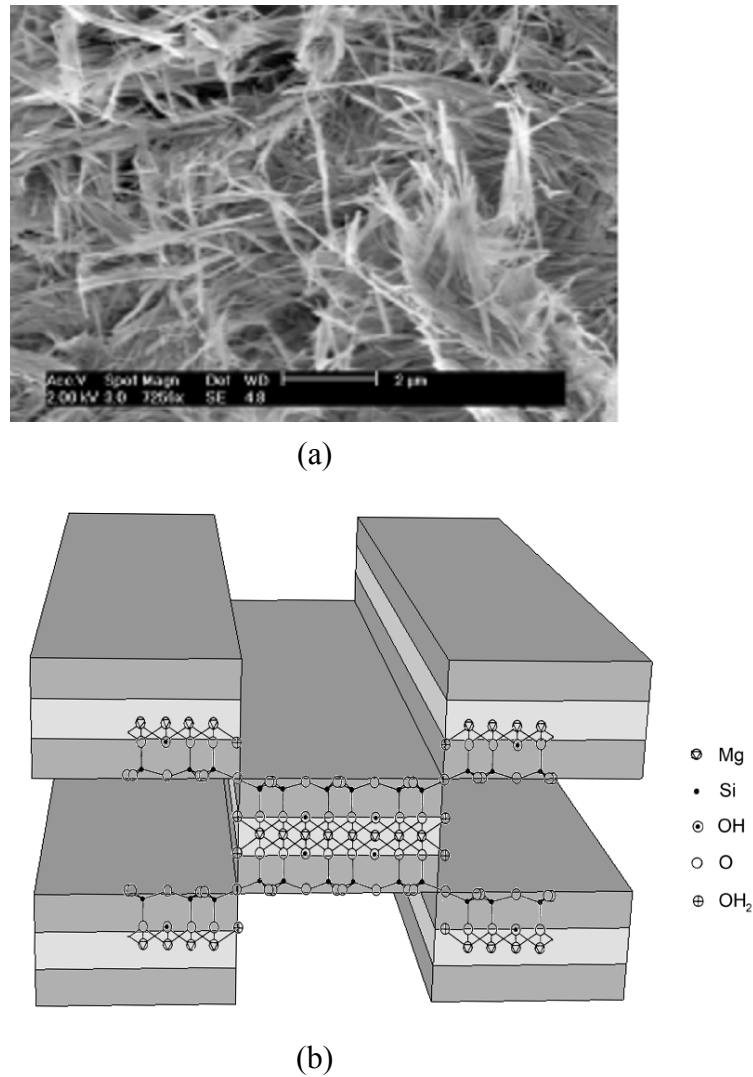 Acc.V Spot Magn Det WD 2 µm
2.00 kV 3.0 7256x SE 4.8
(a)
Mg
Si
OH
O
OH2
(b)